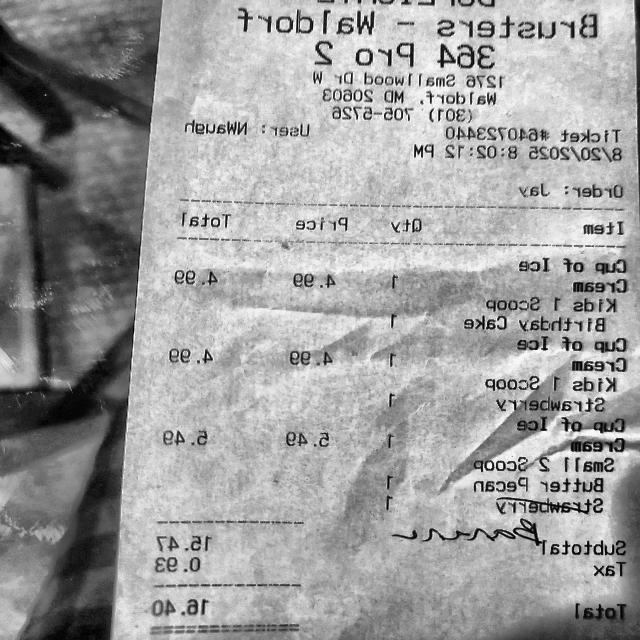 Brusters - Waldorf
364 Pro 2
1276 Smallwood Dr W
Waldorf, MD 20603
(301) 705-5726
Ticket #64073440 User: NWaugh
8/20/2025 8:02:12 PM
Order: Jay
Item Qty Price Total
Cup of Ice
Cream 1 4.99 4.99
Kids 1 Scoop
Birthday Cake 1
Cup of Ice
Cream 1 4.99 4.99
Kids 1 Scoop
Strawberry 1
Cup of Ice
Cream 1 5.49 5.49
Small 2 Scoop
Butter Pecan 1
Strawberry 1
Subtotal 15.47
Tax 0.93
Total 16.40